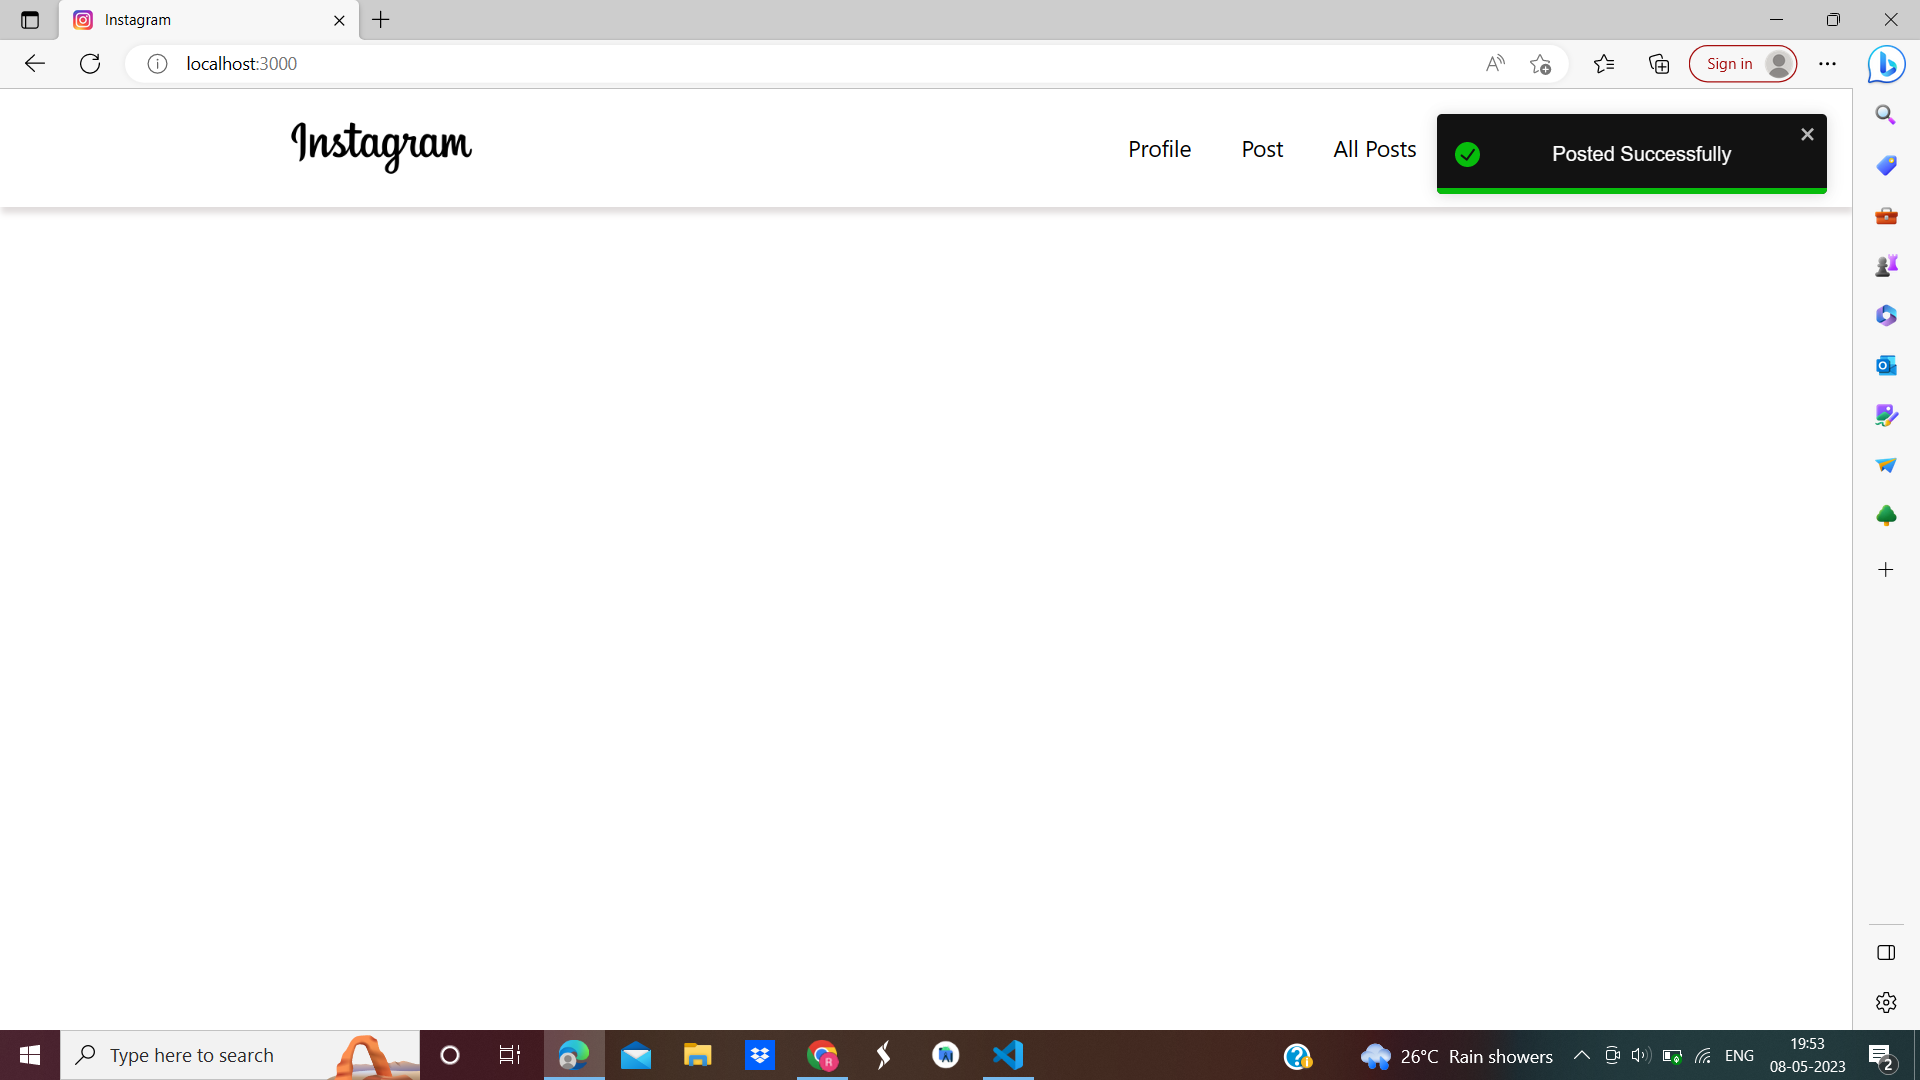 Instagram
localhost:3000
Sign in
Instagram
Profile
Post
All Posts
Posted Successfully
Type here to search
R
26°C Rain showers
ENG
19:53
08-05-2023
2